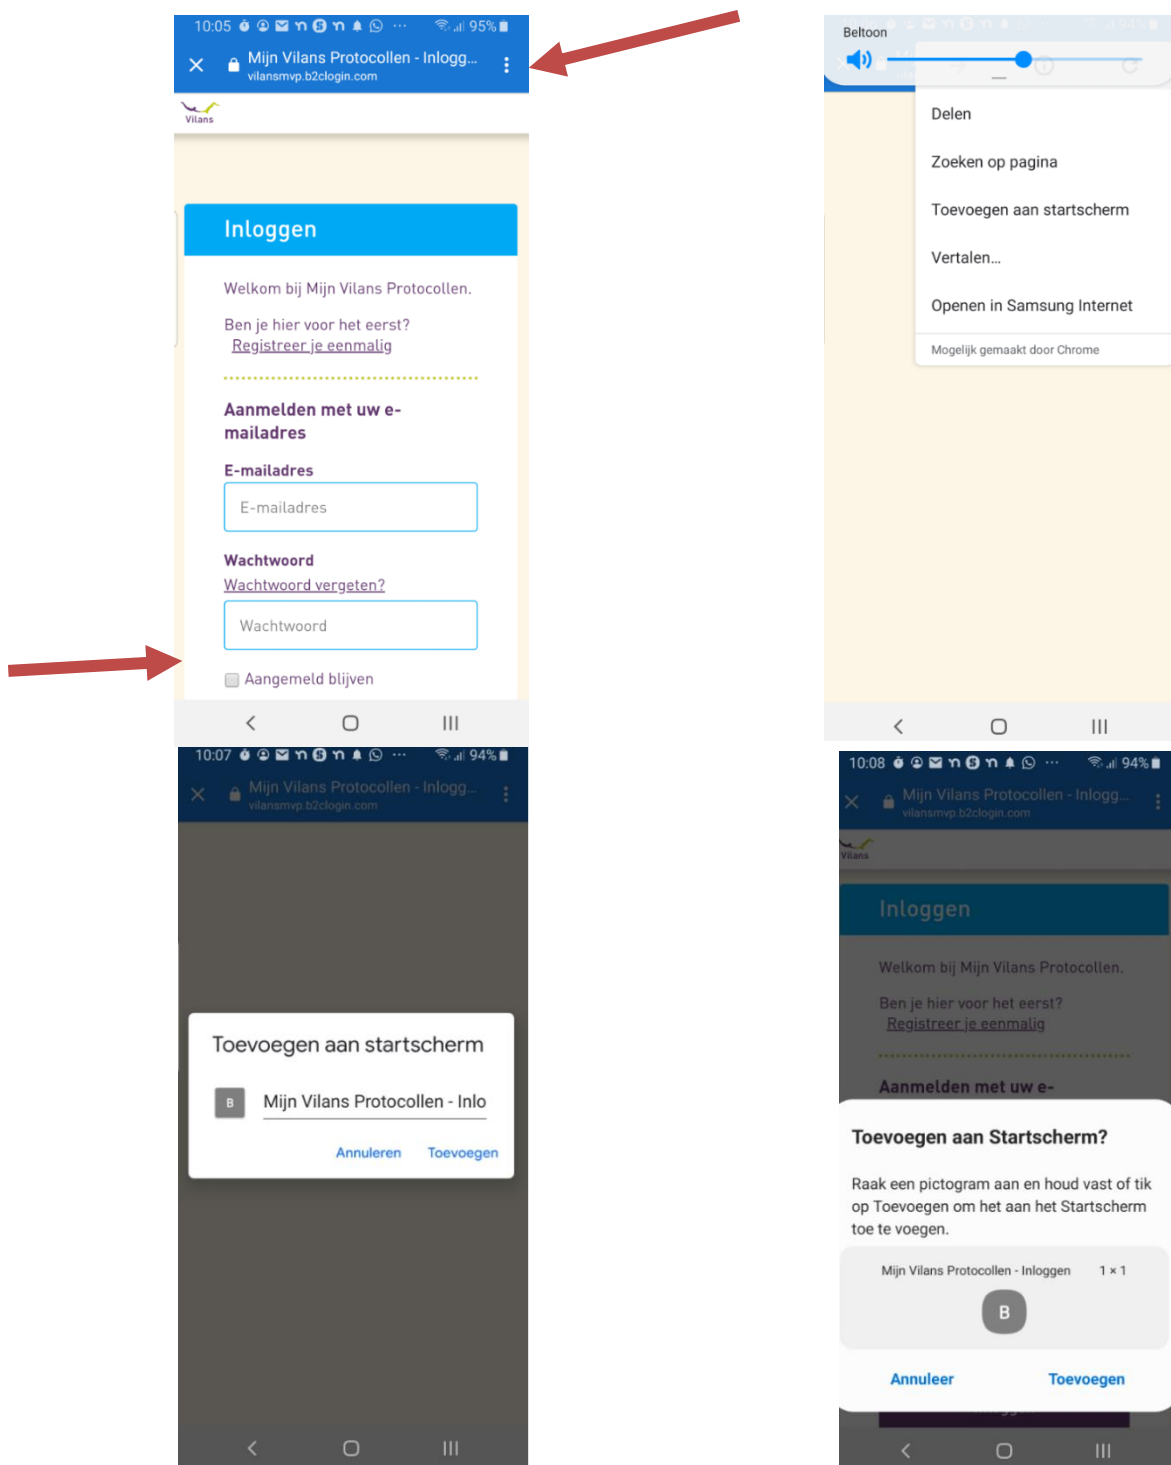 10:05
95%
Mijn Vilans Protocollen - Inlogg...
vilansmvp.b2clogin.com
Vilans
Inloggen
Welkom bij Mijn Vilans Protocollen.
Ben je hier voor het eerst?
Registreer je eenmalig
Aanmelden met uw e-
mailadres
E-mailadres
E-mailadres
Wachtwoord
Wachtwoord vergeten?
Wachtwoord
Aangemeld blijven
Beltoon
94%
Delen
Zoeken op pagina
Toevoegen aan startscherm
Vertalen...
Openen in Samsung Internet
Mogelijk gemaakt door Chrome
10:07
94%
Mijn Vilans Protocollen - Inlogg...
vilansmvp.b2clogin.com
Toevoegen aan startscherm
B
Mijn Vilans Protocollen - Inlo
Annuleren Toevoegen
10:08
94%
Mijn Vilans Protocollen - Inlogg...
vilansmvp.b2clogin.com
Vilans
Inloggen
Welkom bij Mijn Vilans Protocollen.
Ben je hier voor het eerst?
Registreer je eenmalig
Aanmelden met uw e-
Toevoegen aan Startscherm?
Raak een pictogram aan en houd vast of tik
op Toevoegen om het aan het Startscherm
toe te voegen.
Mijn Vilans Protocollen - Inloggen 1 × 1
B
Annuleer Toevoegen